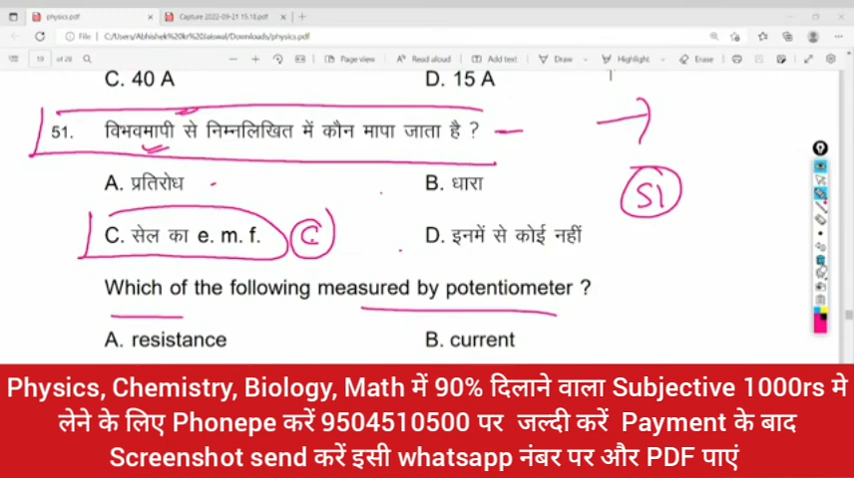 physics.pdf
Capture 2022-09-21 15.18.pdf
File
C:/Users/Abhishek%20kr%20Jaiswal/Downloads/physics.pdf
19 of 28
Page view
Read aloud
Add text
Draw
Highlight
Erase
C. 40 A
D. 15 A
51. विभवमापी से निम्नलिखित में कौन मापा जाता है ?
A. प्रतिरोध
B. धारा
51
C. सेल का e. m. f.
C
D. इनमें से कोई नहीं
Which of the following measured by potentiometer ?
A. resistance
B. current
Physics, Chemistry, Biology, Math में 90% दिलाने वाला Subjective 1000rs मे
लेने के लिए Phonepe करें 9504510500 पर जल्दी करें Payment के बाद
Screenshot send करें इसी whatsapp नंबर पर और PDF पाएं